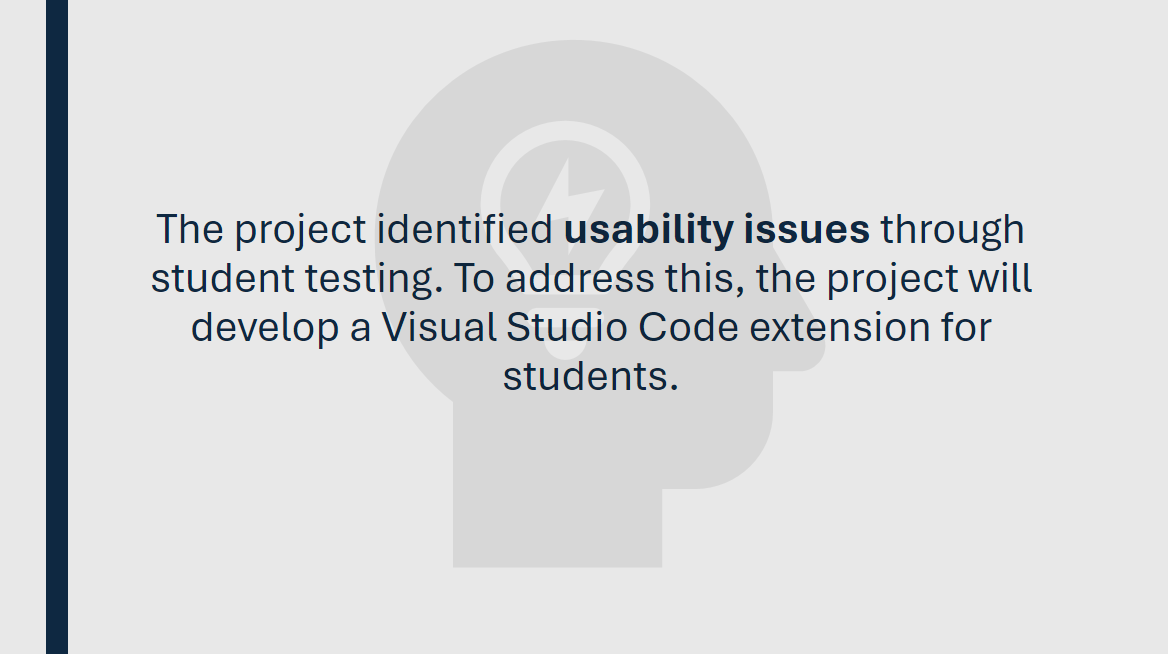 The project identified usability issues through
student testing. To address this, the project will
develop a Visual Studio Code extension for
students.